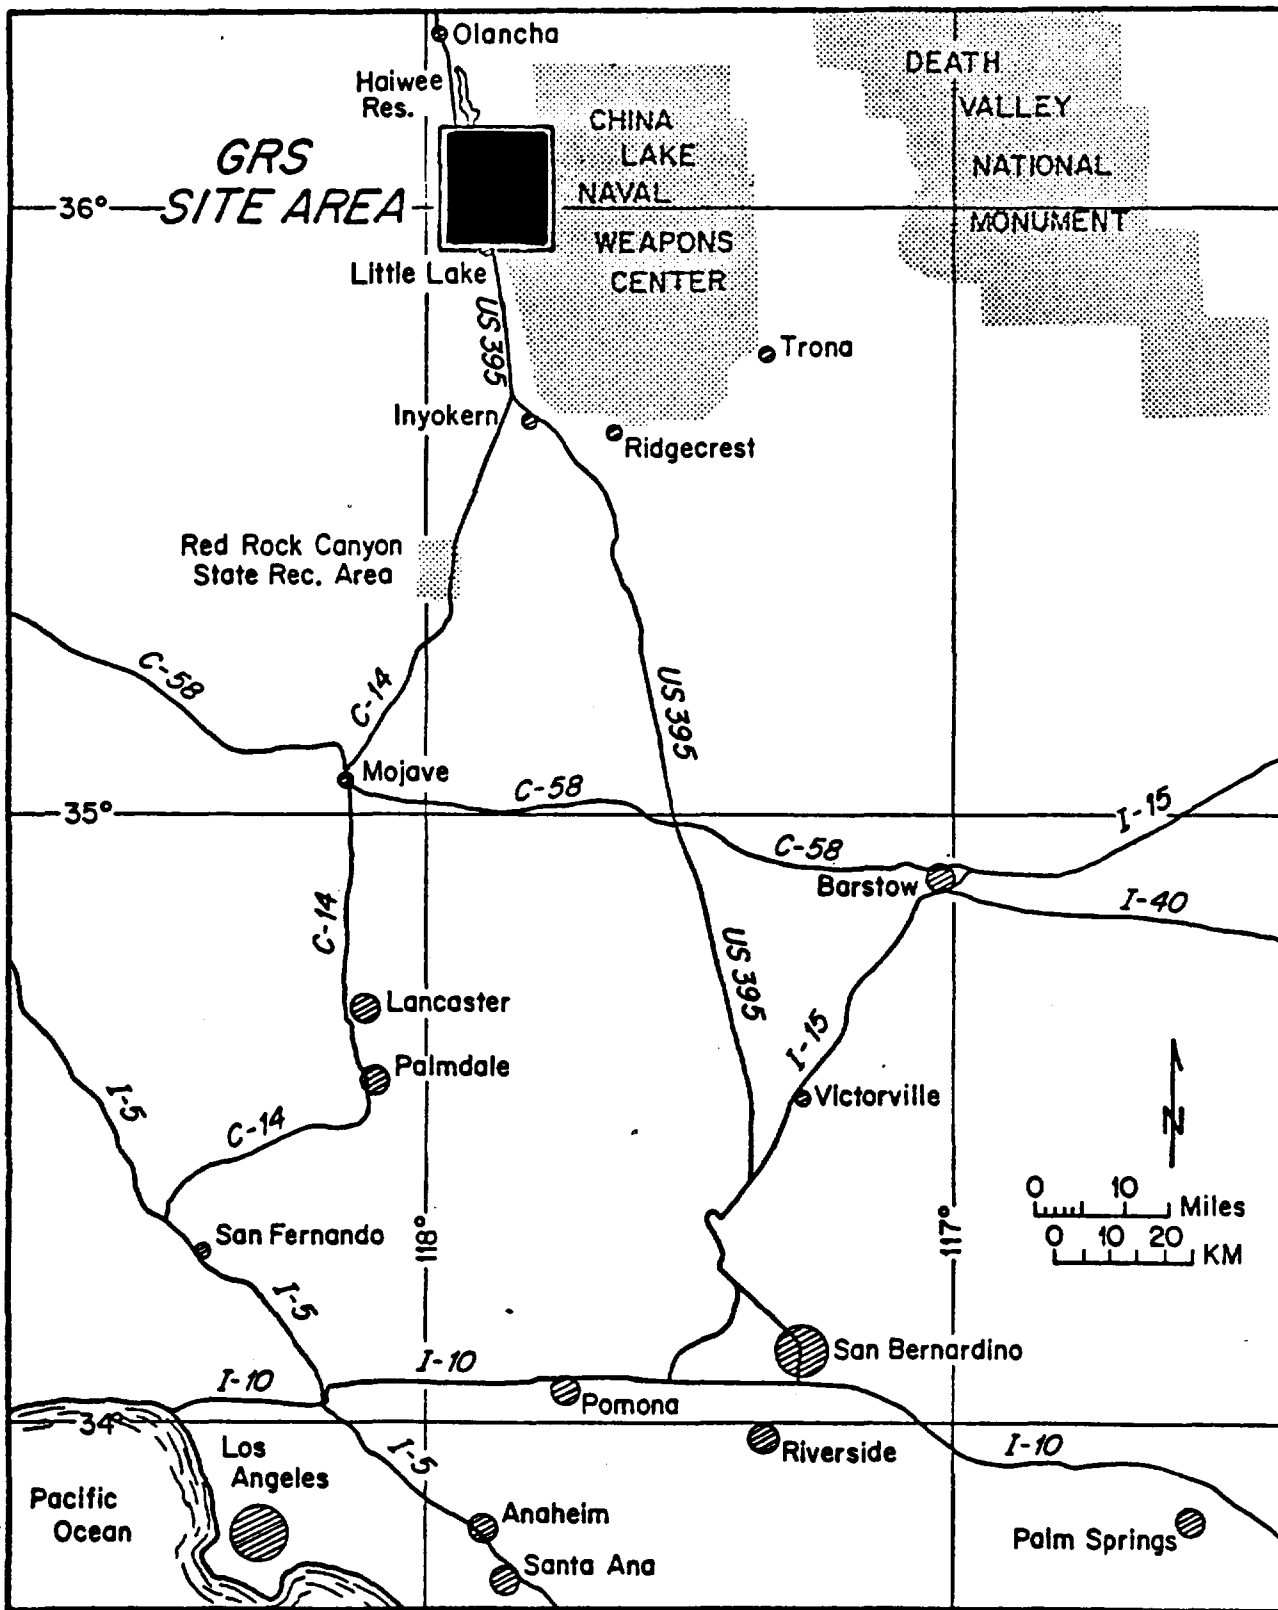 Olancha
Haiwee
Res.
DEATH
VALLEY
NATIONAL
MONUMENT
CHINA
LAKE
NAVAL
WEAPONS
CENTER
GRS
SITE AREA
36°
Little Lake
US 395
Trona
Inyokern
Ridgecrest
Red Rock Canyon
State Rec. Area
C-58
C-14
US 395
Mojave
C-58
35°
I-15
C-58
Barstow
I-40
C-14
US 395
Lancaster
I-15
Palmdale
Victorville
I-5
C-14
N
0 10
Miles
0 10 20
KM
San Fernando
118°
117°
I-5
San Bernardino
I-10
I-10
Pomona
34°
Los
Angeles
I-5
Riverside
I-10
Pacific
Ocean
Anaheim
Palm Springs
Santa Ana